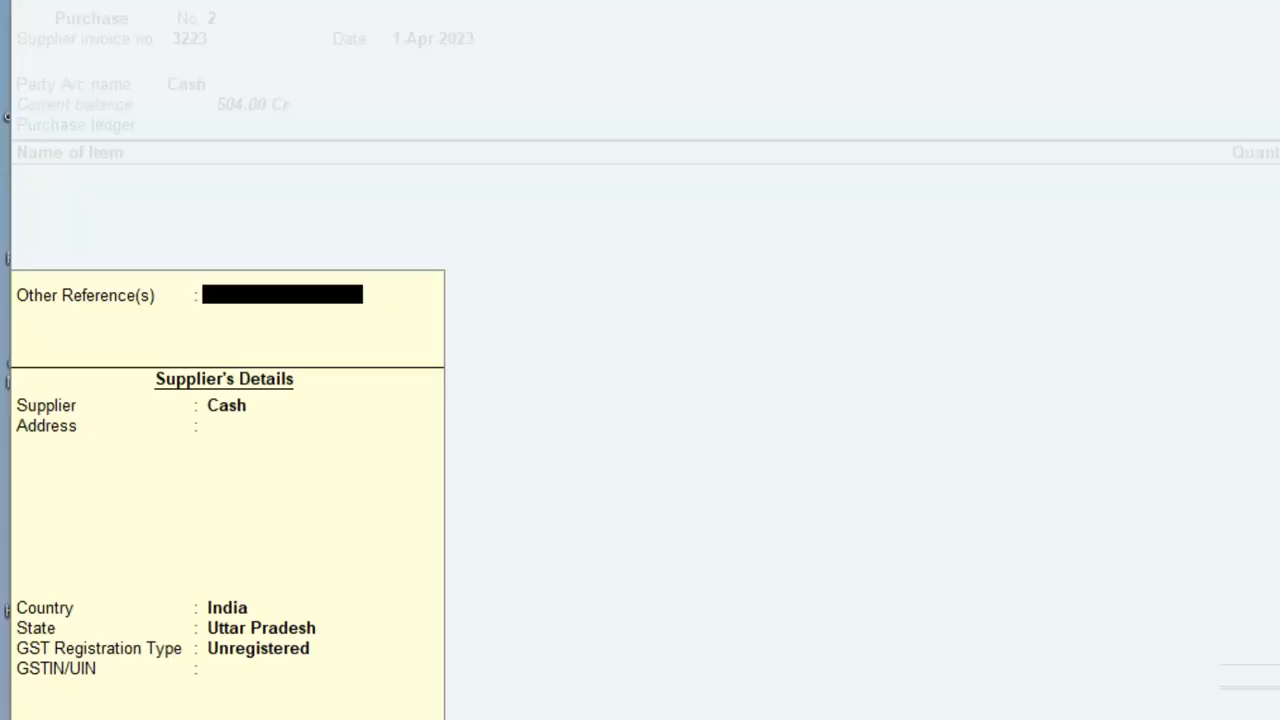 Purchase No. 2
Supplier invoice no 3223 Date 1 Apr 2023
Party A/c name Cash
Current balance 504.00 Cr
Purchase ledger
Name of Item Quant
Other Reference(s) :
Supplier's Details
Supplier : Cash
Address :
Country : India
State : Uttar Pradesh
GST Registration Type : Unregistered
GSTIN/UIN :